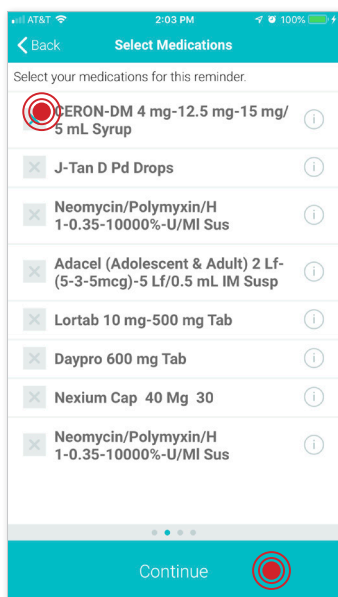 AT&T 2:03 PM 100%
Back Select Medications
Select your medications for this reminder.
CERON-DM 4 mg-12.5 mg-15 mg/
5 mL Syrup
J-Tan D Pd Drops
Neomycin/Polymyxin/H
1-0.35-10000%-U/Ml Sus
Adacel (Adolescent & Adult) 2 Lf-
(5-3-5mcg)-5 Lf/0.5 mL IM Susp
Lortab 10 mg-500 mg Tab
Daypro 600 mg Tab
Nexium Cap 40 Mg 30
Neomycin/Polymyxin/H
1-0.35-10000%-U/Ml Sus
Continue